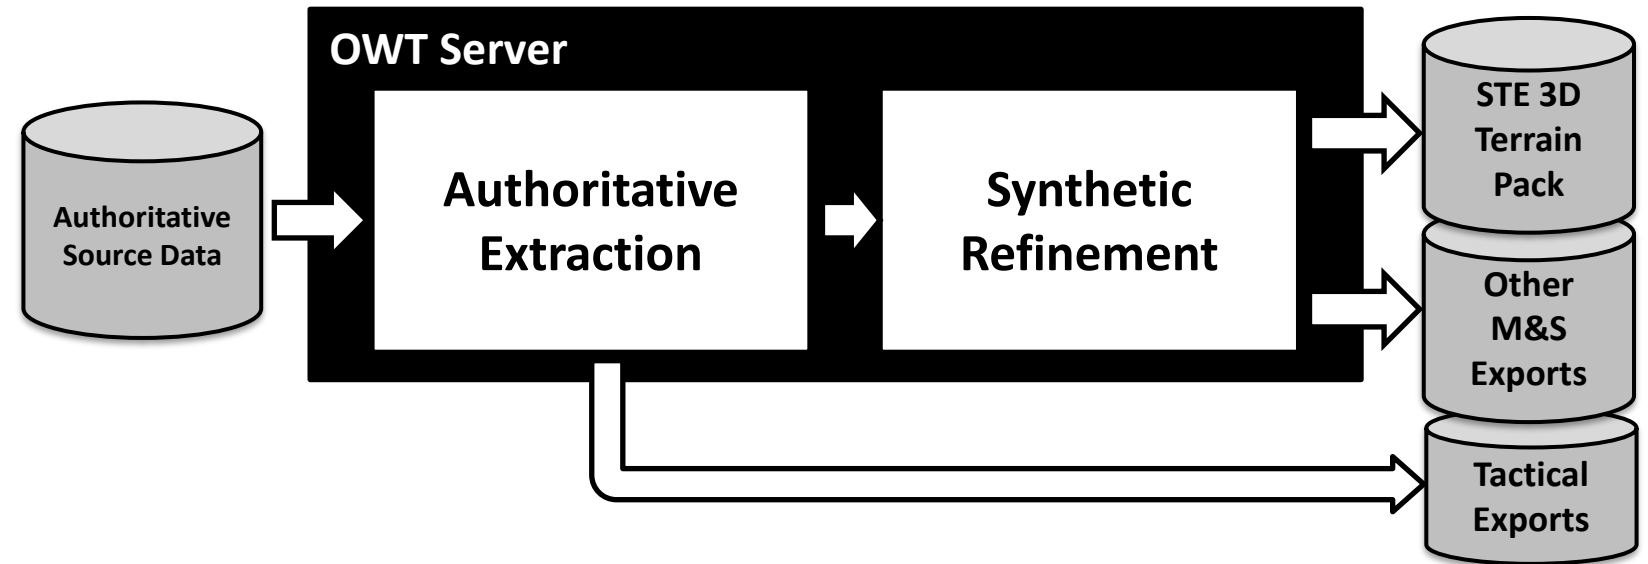 OWT Server
Authoritative
Source Data
Authoritative
Extraction
Synthetic
Refinement
STE 3D
Terrain
Pack
Other
M&S
Exports
Tactical
Exports